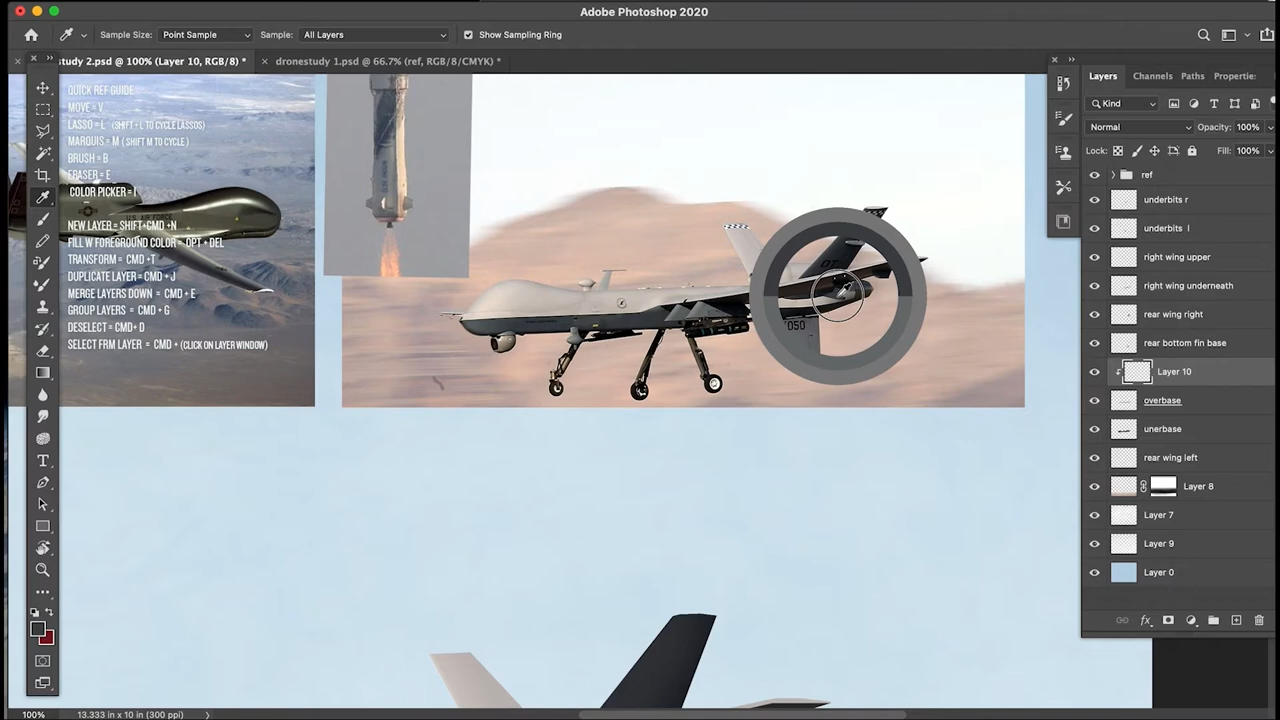 Adobe Photoshop 2020
Sample Size: Point Sample Sample: All Layers Show Sampling Ring
study 2.psd @ 100% (Layer 10, RGB/8) * × dronestudy 1.psd @ 66.7% (ref, RGB/8/CMYK) *
QUICK REF GUIDE
MOVE = V
LASSO = L (SHIFT + L TO CYCLE LASSOS)
MARQUIS = M ( SHIFT M TO CYCLE )
BRUSH = B
ERASER = E
COLOR PICKER = I
NEW LAYER = SHIFT+CMD +N
FILL W FOREGROUND COLOR = OPT + DEL
TRANSFORM = CMD +T
DUPLICATE LAYER = CMD +J
MERGE LAYERS DOWN = CMD + E
GROUP LAYERS = CMD + G
DESELECT = CMD+ D
SELECT FRM LAYER = CMD + (CLICK ON LAYER WINDOW)
U.S. AIR FORCE
OT
050
Layers Channels Paths Propertie:
Kind
Normal Opacity: 100%
Lock: Fill: 100%
ref
underbits r
underbits l
right wing upper
right wing underneath
rear wing right
rear bottom fin base
Layer 10
overbase
unerbase
rear wing left
Layer 8
Layer 7
Layer 9
Layer 0
fx
100% 13.333 in x 10 in (300 ppi)